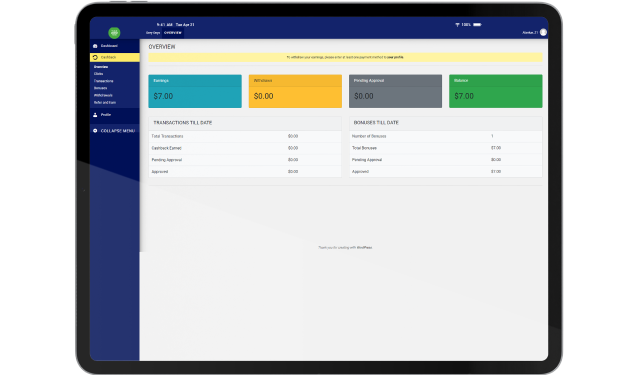 9:41 AM Tue Apr 21
100%
OVERVIEW
Dashboard
OVERVIEW
Cashback
To withdraw your earnings, please enter at least one payment method to user profile.
Overview
Clicks
Transactions
Bonuses
Withdrawals
Refer and Earn
Profile
COLLAPSE MENU
Earnings
$7.00
Withdrawn
$0.00
Pending Approval
$0.00
Balance
$7.00
TRANSACTIONS TILL DATE
Total Transactions $0.00
Cashback Earned $0.00
Pending Approval $0.00
Approved $0.00
BONUSES TILL DATE
Number of Bonuses 1
Total Bonuses $7.00
Pending Approval $0.00
Approved $7.00
Thank you for creating with WordPress